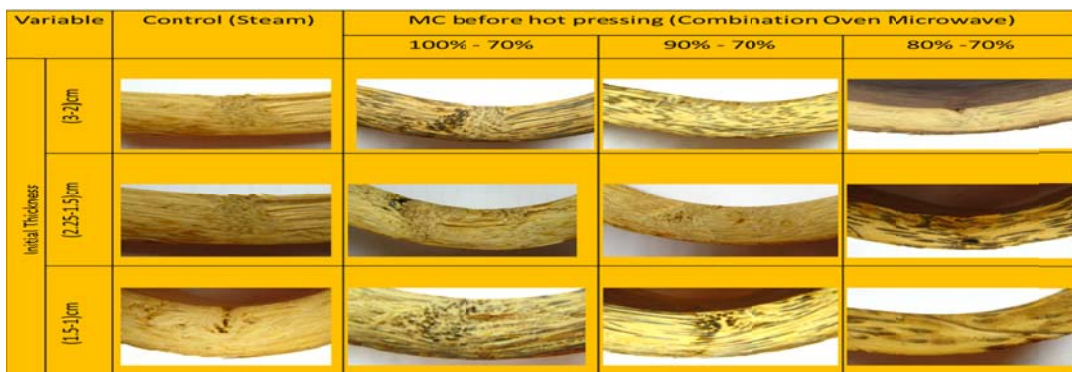 Variable Control (Steam) MC before hot pressing (Combination Oven Microwave)
100% - 70% 90% - 70% 80% -70%
Initial Thickness
(3-2)cm
(2.25-1.5)cm
(1.5-1)cm